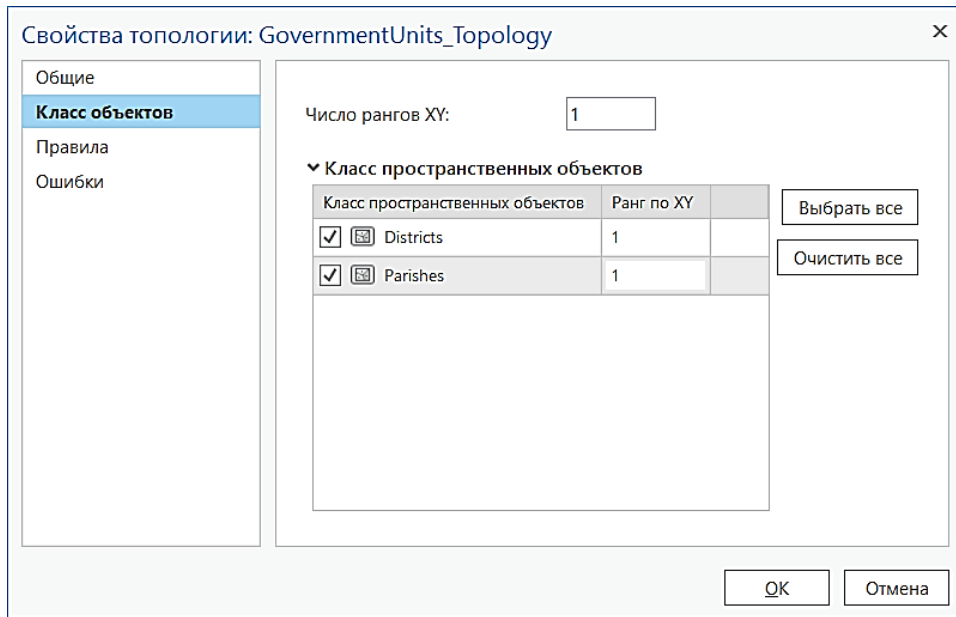 Свойства топологии: GovernmentUnits_Topology
Общие
Класс объектов
Правила
Ошибки
Число рангов XY: 1
Класс пространственных объектов
Класс пространственных объектов Ранг по XY
Districts 1
Parishes 1
Выбрать все
Очистить все
OK Отмена